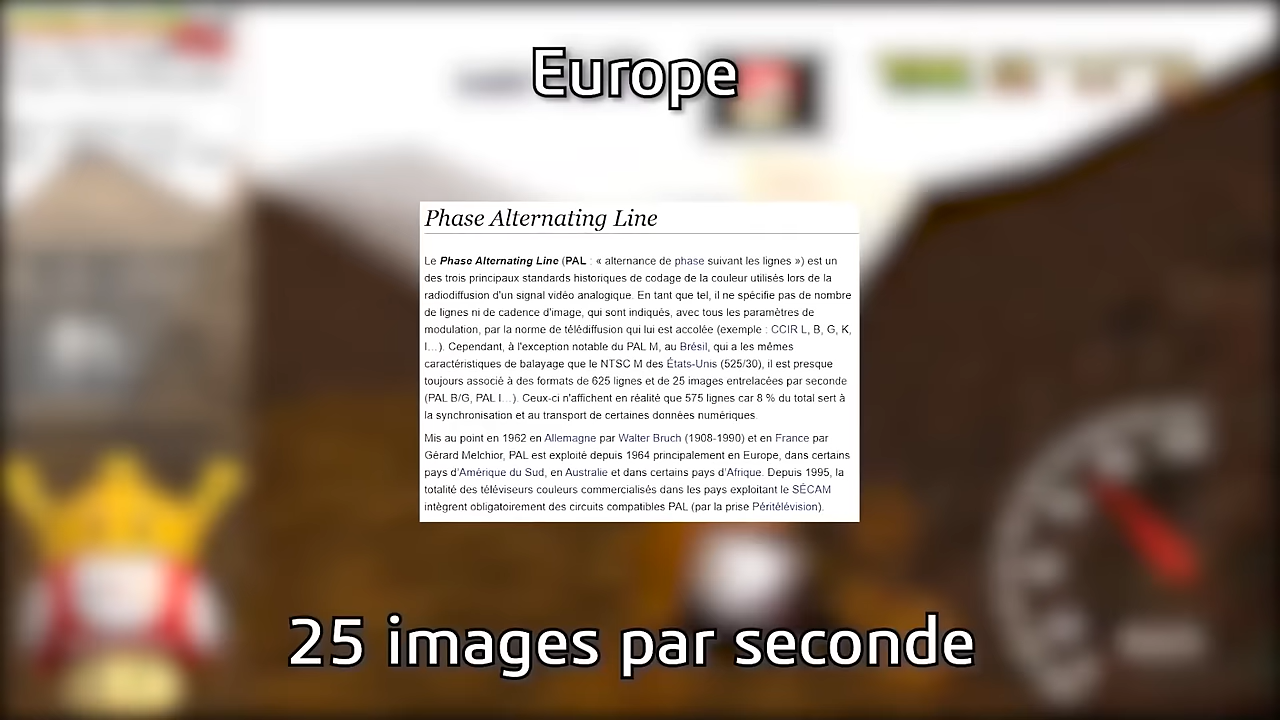 Europe
Phase Alternating Line
Le Phase Alternating Line (PAL : « alternance de phase suivant les lignes ») est un
des trois principaux standards historiques de codage de la couleur utilisés lors de la
radiodiffusion d'un signal vidéo analogique. En tant que tel, il ne spécifie pas de nombre
de lignes ni de cadence d'image, qui sont indiqués, avec tous les paramètres de
modulation, par la norme de télédiffusion qui lui est accolée (exemple : CCIR L, B, G, K,
I…). Cependant, à l'exception notable du PAL M, au Brésil, qui a les mêmes
caractéristiques de balayage que le NTSC M des États-Unis (525/30), il est presque
toujours associé à des formats de 625 lignes et de 25 images entrelacées par seconde
(PAL B/G, PAL I…). Ceux-ci n'affichent en réalité que 575 lignes car 8 % du total sert à
la synchronisation et au transport de certaines données numériques.
Mis au point en 1962 en Allemagne par Walter Bruch (1908-1990) et en France par
Gérard Melchior, PAL est exploité depuis 1964 principalement en Europe, dans certains
pays d'Amérique du Sud, en Australie et dans certains pays d'Afrique. Depuis 1995, la
totalité des téléviseurs couleurs commercialisés dans les pays exploitant le SÉCAM
intègrent obligatoirement des circuits compatibles PAL (par la prise Péritélévision).
25 images par seconde